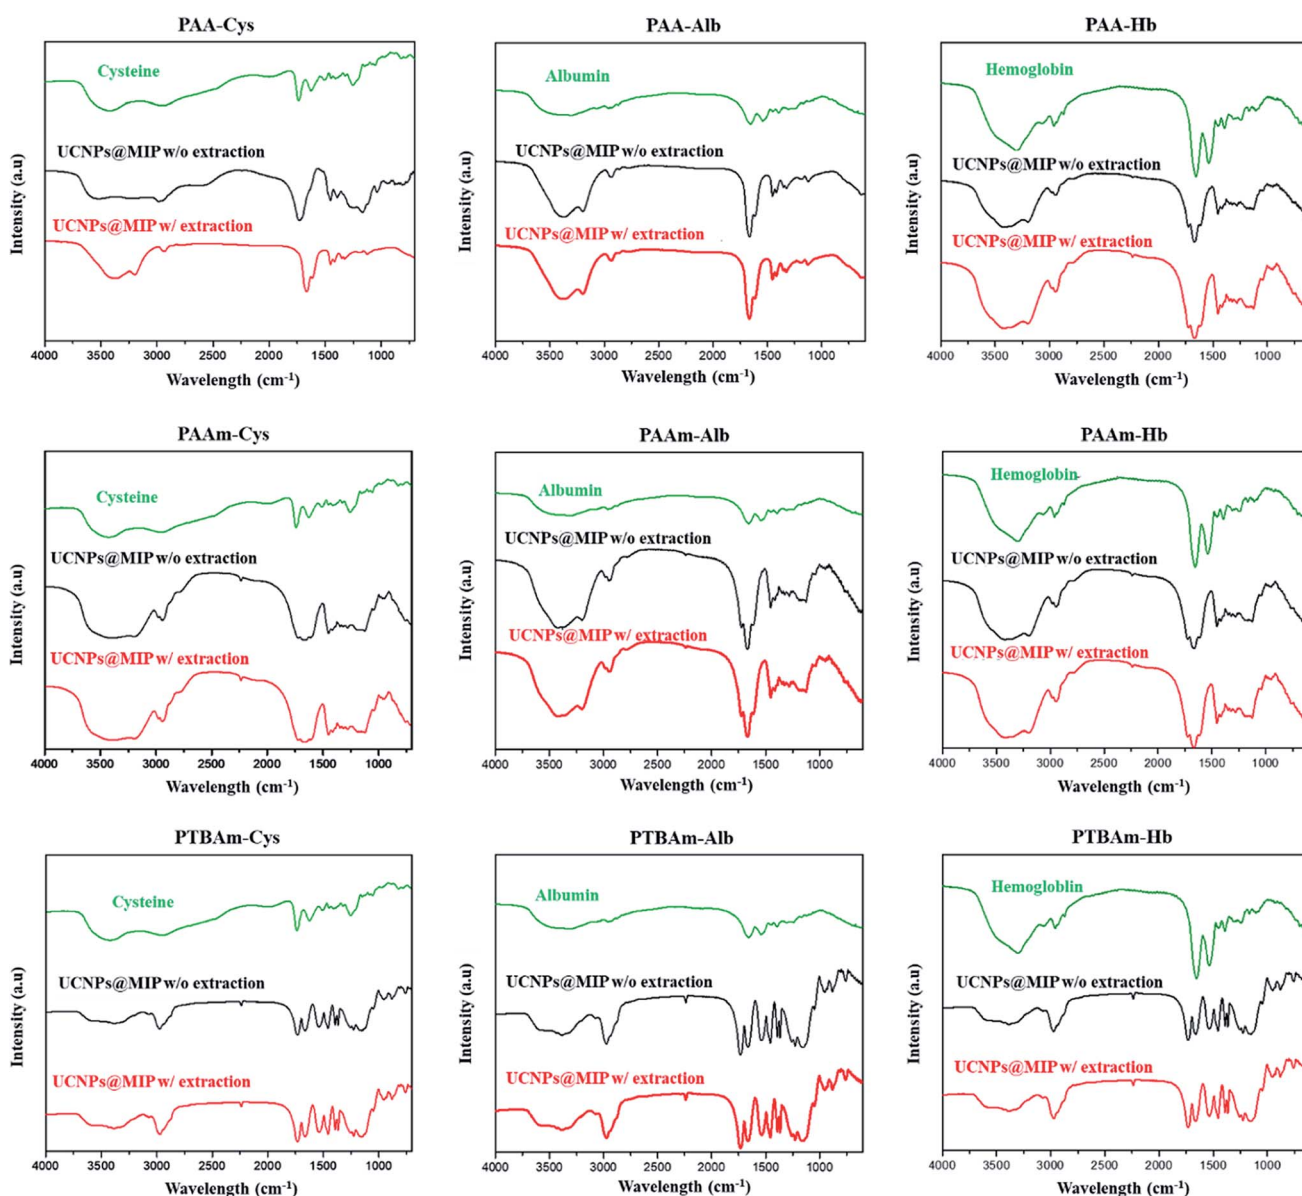 PAA-Cys
Intensity (a.u)
Cysteine
UCNPs@MIP w/o extraction
UCNPs@MIP w/ extraction
4000 3500 3000 2500 2000 1500 1000
Wavelength (cm-1)
PAA-Alb
Intensity (a.u)
Albumin
UCNPs@MIP w/o extraction
UCNPs@MIP w/ extraction
4000 3500 3000 2500 2000 1500 1000
Wavelength (cm-1)
PAA-Hb
Intensity (a.u)
Hemoglobin
UCNPs@MIP w/o extraction
UCNPs@MIP w/ extraction
4000 3500 3000 2500 2000 1500 1000
Wavelength (cm-1)
PAAm-Cys
Intensity (a.u)
Cysteine
UCNPs@MIP w/o extraction
UCNPs@MIP w/ extraction
4000 3500 3000 2500 2000 1500 1000
Wavelength (cm-1)
PAAm-Alb
Intensity (a.u)
Albumin
UCNPs@MIP w/o extraction
UCNPs@MIP w/ extraction
4000 3500 3000 2500 2000 1500 1000
Wavelength (cm-1)
PAAm-Hb
Intensity (a.u)
Hemoglobin
UCNPs@MIP w/o extraction
UCNPs@MIP w/ extraction
4000 3500 3000 2500 2000 1500 1000
Wavelength (cm-1)
PTBAm-Cys
Intensity (a.u)
Cysteine
UCNPs@MIP w/o extraction
UCNPs@MIP w/ extraction
4000 3500 3000 2500 2000 1500 1000
Wavelength (cm-1)
PTBAm-Alb
Intensity (a.u)
Albumin
UCNPs@MIP w/o extraction
UCNPs@MIP w/ extraction
4000 3500 3000 2500 2000 1500 1000
Wavelength (cm-1)
PTBAm-Hb
Intensity (a.u)
Hemogloblin
UCNPs@MIP w/o extraction
UCNPs@MIP w/ extraction
4000 3500 3000 2500 2000 1500 1000
Wavelength (cm-1)